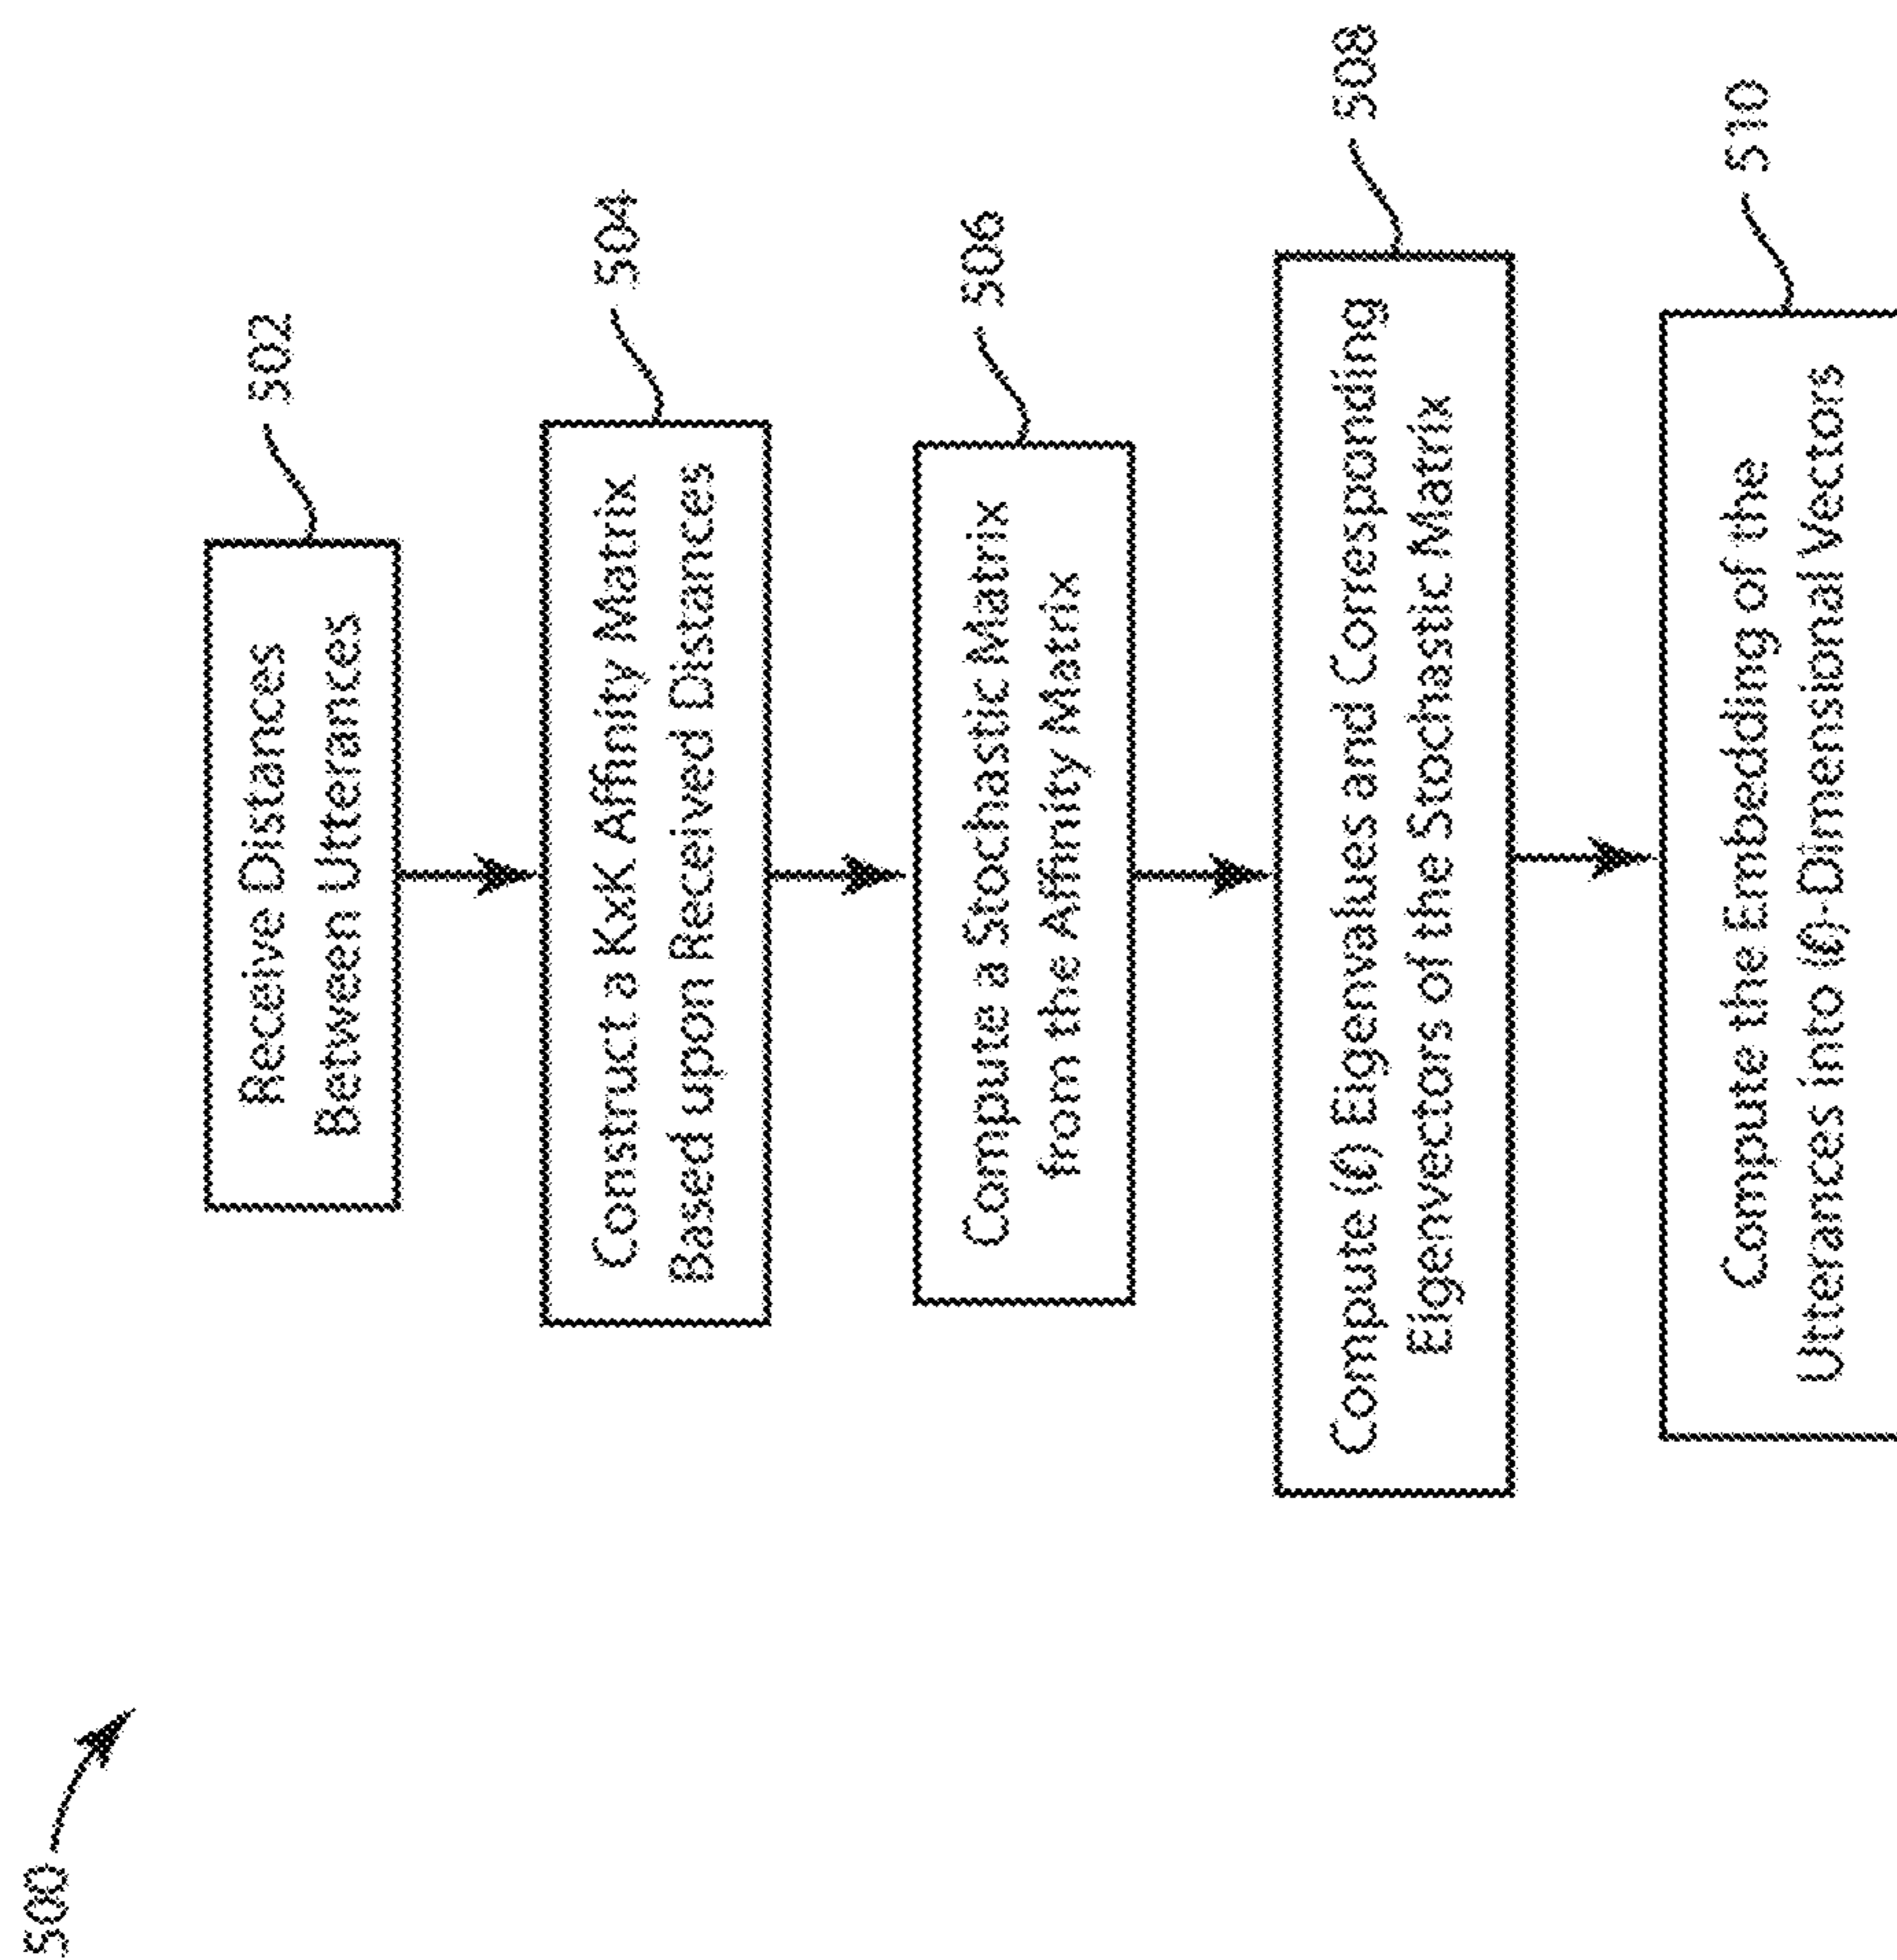 500
Receive Distances
Between Utterances
502
Construct a KxK Affinity Matrix
Based upon Received Distances
504
Compute a Stochastic Matrix
from the Affinity Matrix
506
Compute (ℓ) Eigenvalues and Corresponding
Eigenvectors of the Stochastic Matrix
508
Compute the Embedding of the
Utterances into (ℓ)-Dimensional Vectors
510